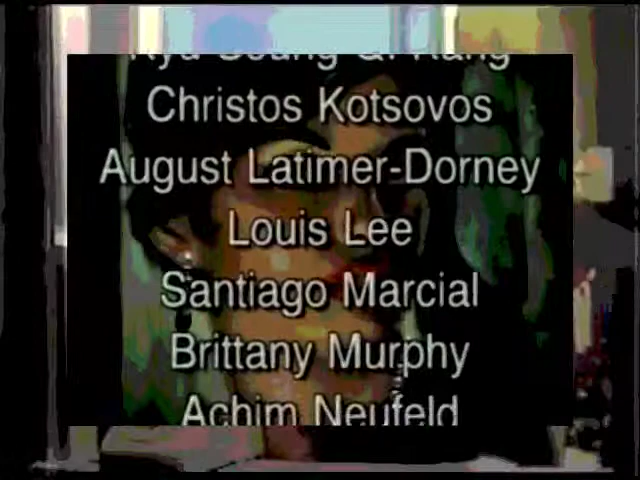 Christos Kotsovos
August Latimer-Dorney
Louis Lee
Santiago Marcial
Brittany Murphy
Achim Neufeld